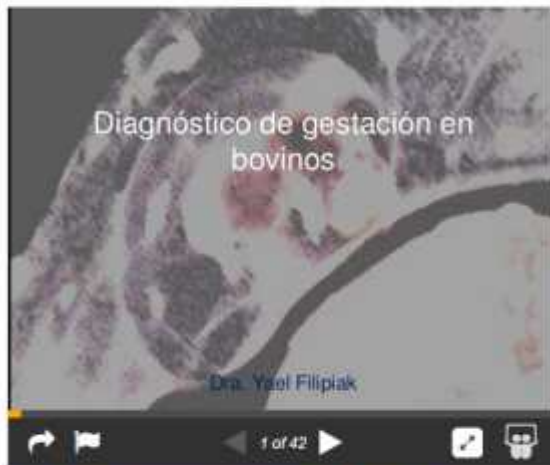 Diagnóstico de gestación en
bovinos
Dra. Yael Filipiak
1 of 42